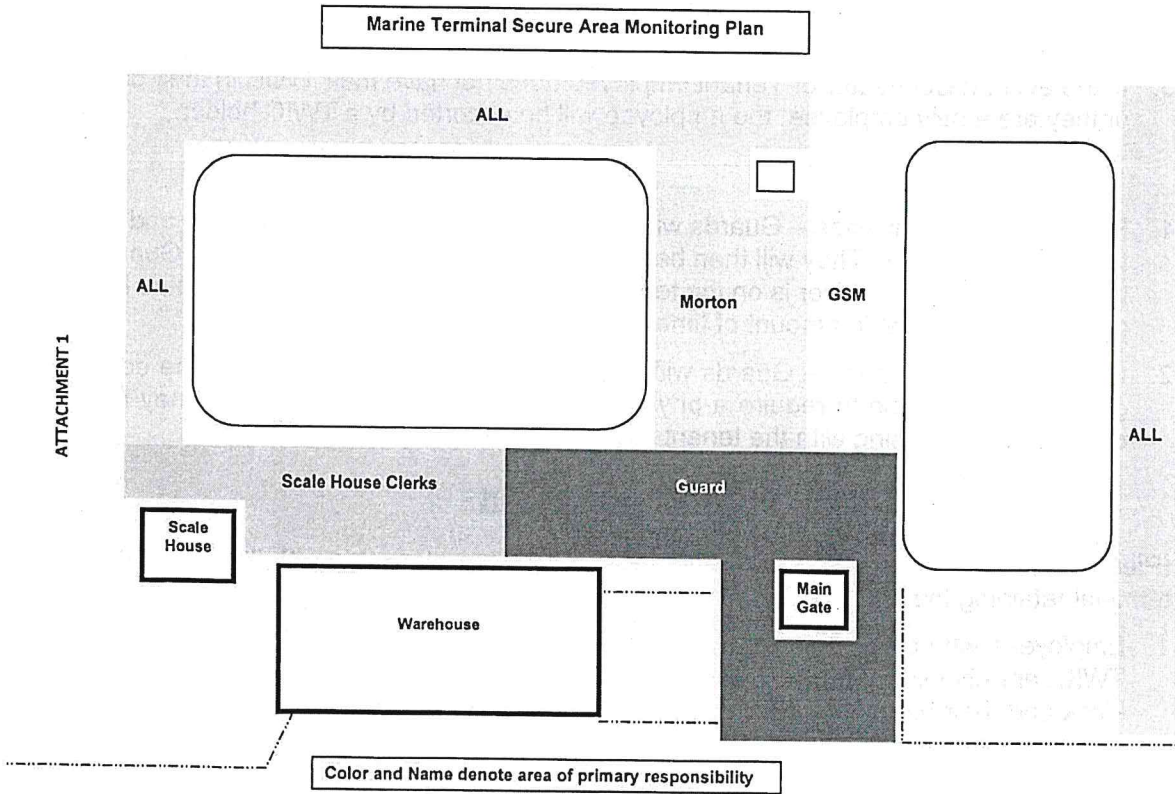 Marine Terminal Secure Area Monitoring Plan
ALL
ALL
Morton
GSM
ALL
ATTACHMENT 1
Scale House Clerks
Guard
Scale
House
Main
Gate
Warehouse
Color and Name denote area of primary responsibility